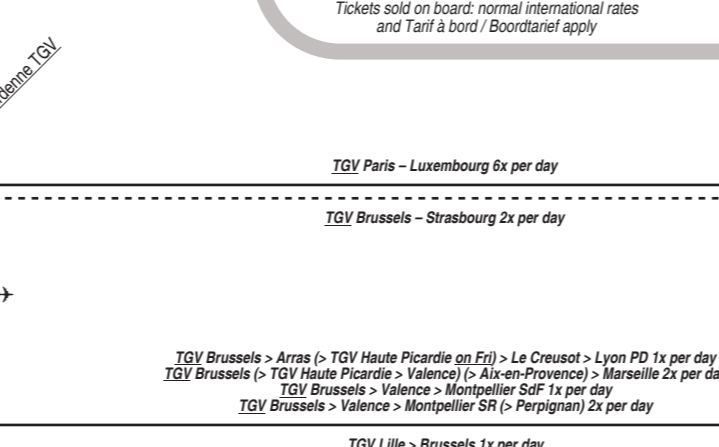 Tickets sold on board: normal international rates
and Tarif à bord / Boordtarief apply
TGV
TGV Paris – Luxembourg 6x per day
TGV Brussels – Strasbourg 2x per day
TGV Brussels > Arras (> TGV Haute Picardie on Fri) > Le Creusot > Lyon PD 1x per day
TGV Brussels (> TGV Haute Picardie > Valence) (> Aix-en-Provence) > Marseille 2x per
TGV Brussels > Valence > Montpellier SdF 1x per day
TGV Brussels > Valence > Montpellier SR (> Perpignan) 2x per day
TGV Lille > Brussels 1x per day